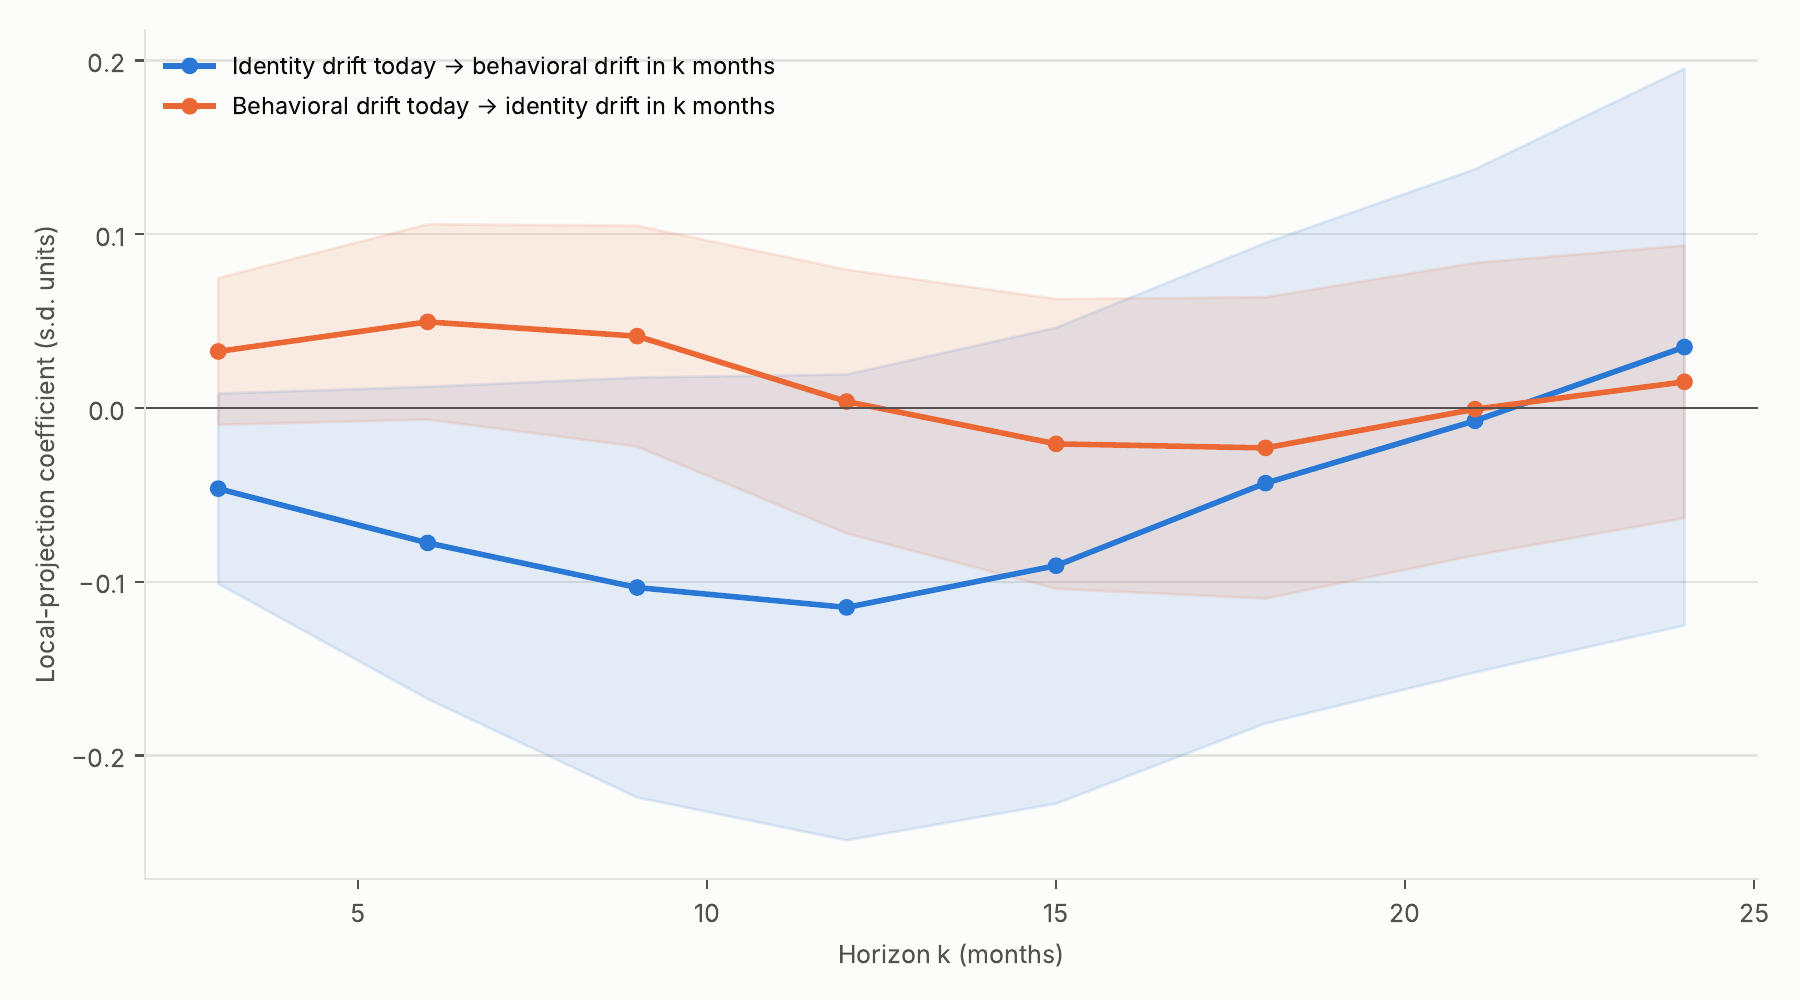 Identity drift today → behavioral drift in k months
Behavioral drift today → identity drift in k months
Local-projection coefficient (s.d. units)
0.2
0.1
0.0
−0.1
−0.2
5 10 15 20 25
Horizon k (months)